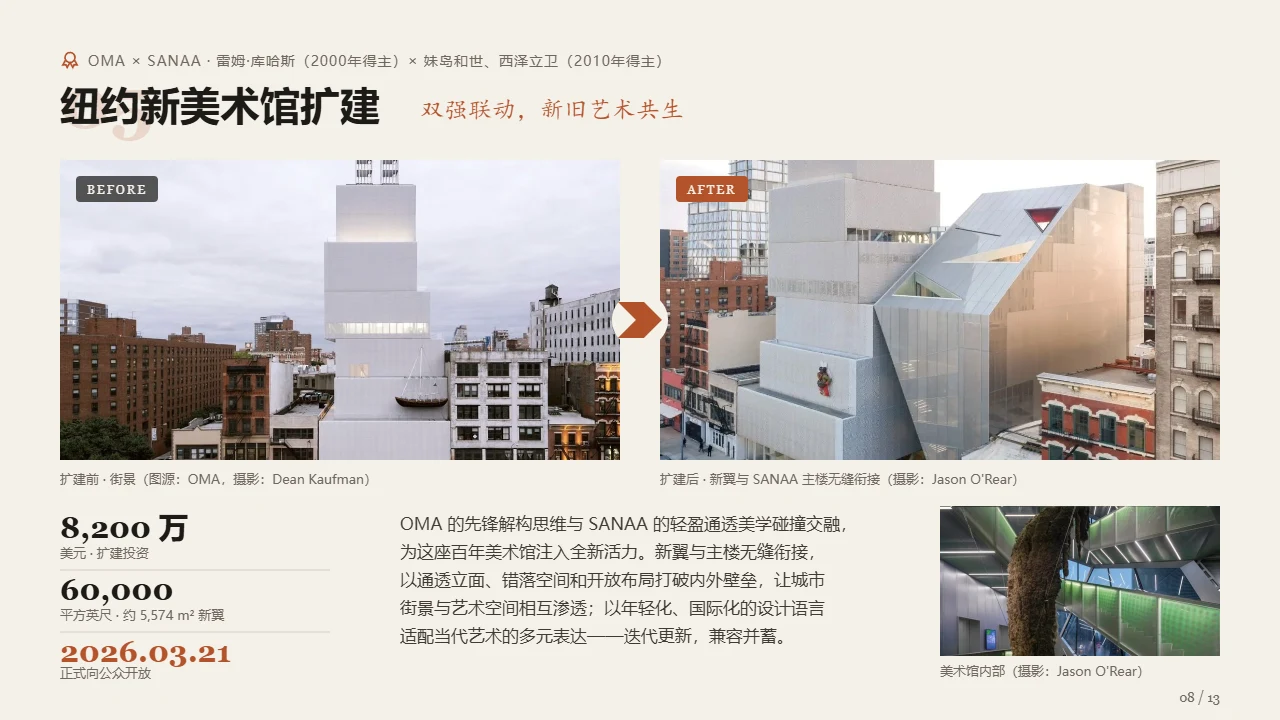 OMA × SANAA · 雷姆·库哈斯（2000年得主）× 妹岛和世、西泽立卫（2010年得主）
纽约新美术馆扩建
双强联动，新旧艺术共生
BEFORE
AFTER
扩建前 · 街景（图源：OMA，摄影：Dean Kaufman）
扩建后 · 新翼与 SANAA 主楼无缝衔接（摄影：Jason O'Rear）
8,200 万
美元 · 扩建投资
60,000
平方英尺 · 约 5,574 m² 新翼
2026.03.21
正式向公众开放
OMA 的先锋解构思维与 SANAA 的轻盈通透美学碰撞交融，
为这座百年美术馆注入全新活力。新翼与主楼无缝衔接，
以通透立面、错落空间和开放布局打破内外壁垒，让城市
街景与艺术空间相互渗透；以年轻化、国际化的设计语言
适配当代艺术的多元表达——迭代更新，兼容并蓄。
美术馆内部（摄影：Jason O'Rear）
08 / 13